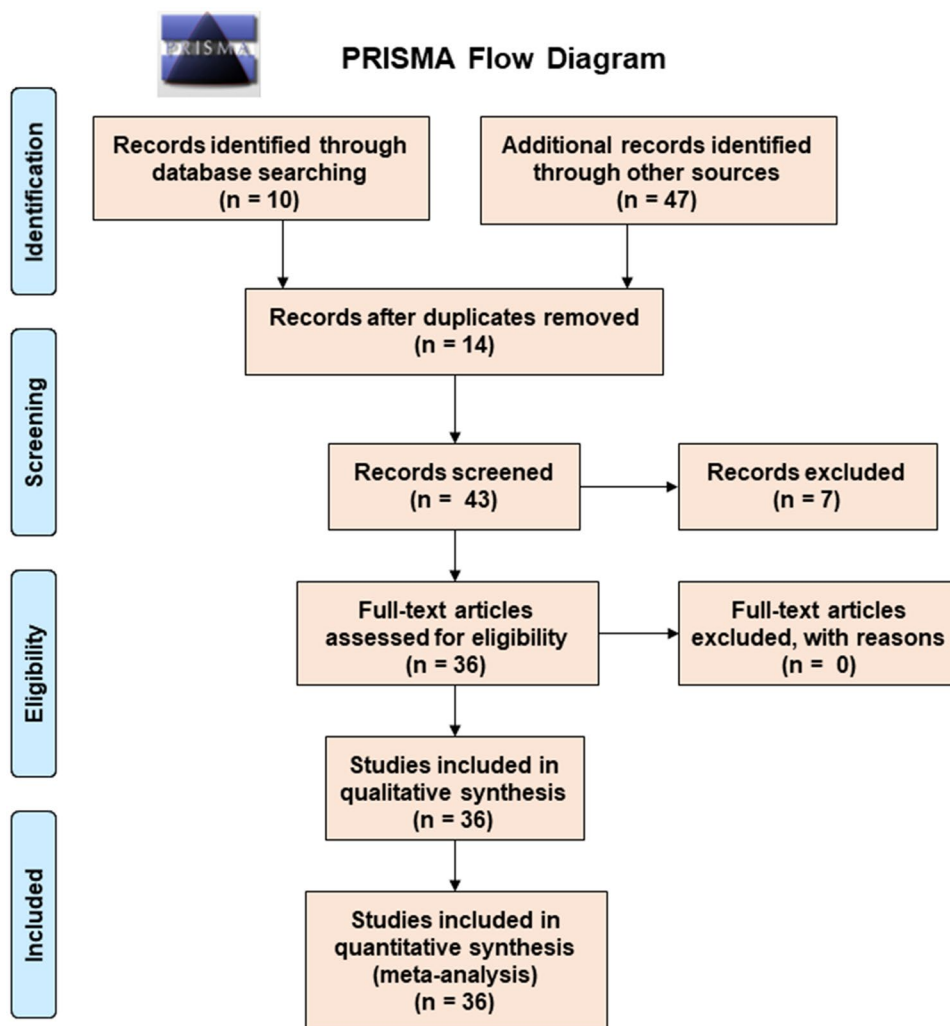 PRISMA
PRISMA Flow Diagram
Identification
Records identified through
database searching
(n = 10)
Additional records identified
through other sources
(n = 47)
Records after duplicates removed
(n = 14)
Screening
Records screened
(n = 43)
Records excluded
(n = 7)
Eligibility
Full-text articles
assessed for eligibility
(n = 36)
Full-text articles
excluded, with reasons
(n = 0)
Studies included in
qualitative synthesis
(n = 36)
Included
Studies included in
quantitative synthesis
(meta-analysis)
(n = 36)